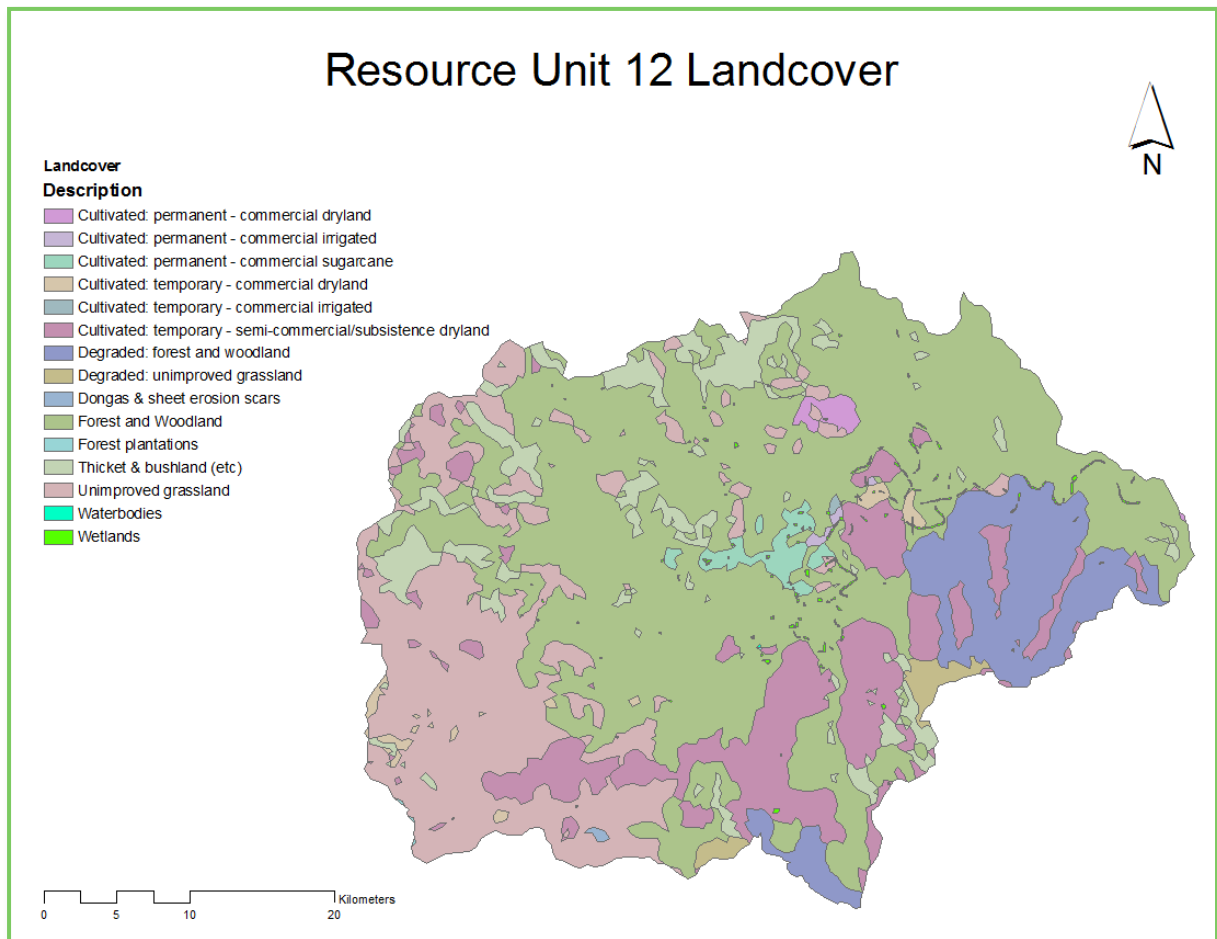 Resource Unit 12 Landcover
N
Landcover
Description
Cultivated: permanent - commercial dryland
Cultivated: permanent - commercial irrigated
Cultivated: permanent - commercial sugarcane
Cultivated: temporary - commercial dryland
Cultivated: temporary - commercial irrigated
Cultivated: temporary - semi-commercial/subsistence dryland
Degraded: forest and woodland
Degraded: unimproved grassland
Dongas & sheet erosion scars
Forest and Woodland
Forest plantations
Thicket & bushland (etc)
Unimproved grassland
Waterbodies
Wetlands
Kilometers
0 5 10 20